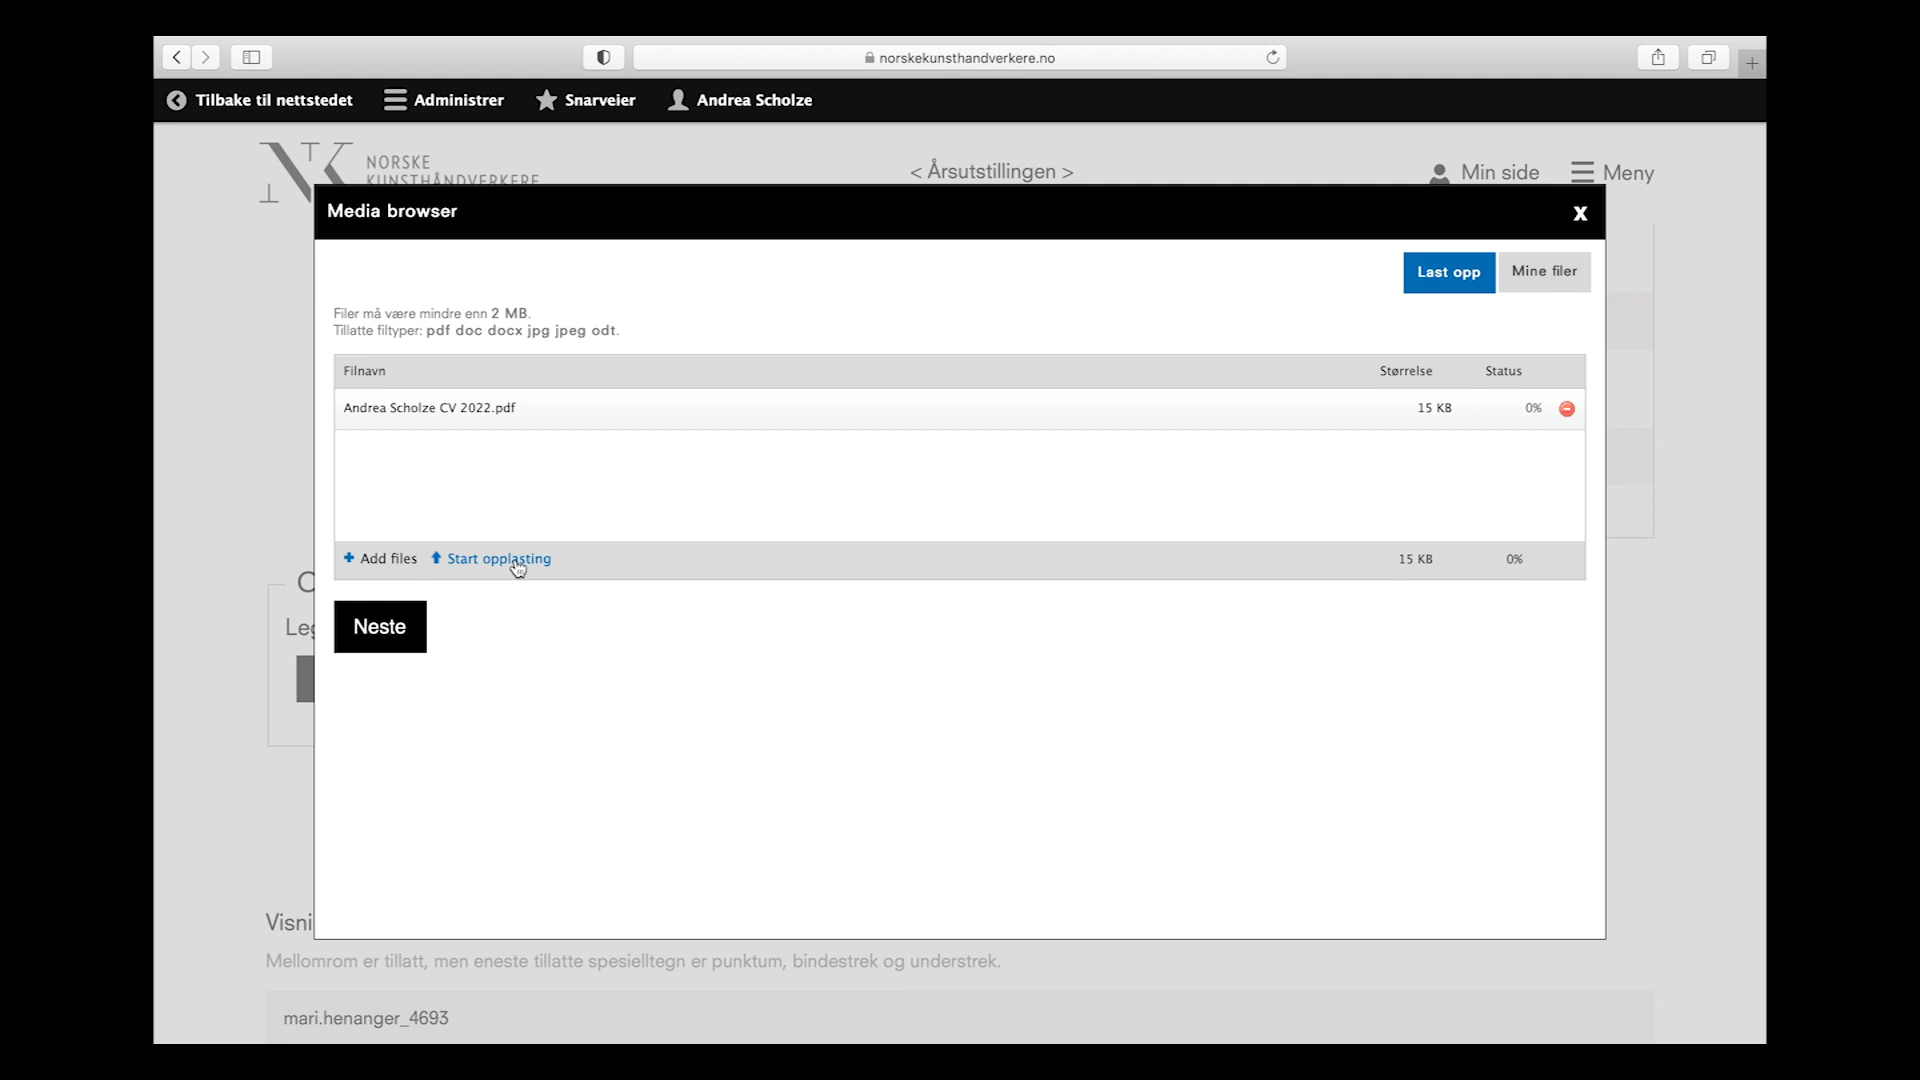 norskekunsthandverkere.no
Tilbake til nettstedet Administrer Snarveier Andrea Scholze
NORSKE
KUNSTHÅNDVERKERE
< Årsutstillingen >
Min side Meny
Media browser x
Last opp Mine filer
Filer må være mindre enn 2 MB.
Tillatte filtyper: pdf doc docx jpg jpeg odt.
Filnavn Størrelse Status
Andrea Scholze CV 2022.pdf 15 KB 0%
Add files Start opplasting 15 KB 0%
Neste
Visni
Mellomrom er tillatt, men eneste tillatte spesielltegn er punktum, bindestrek og understrek.
mari.henanger_4693